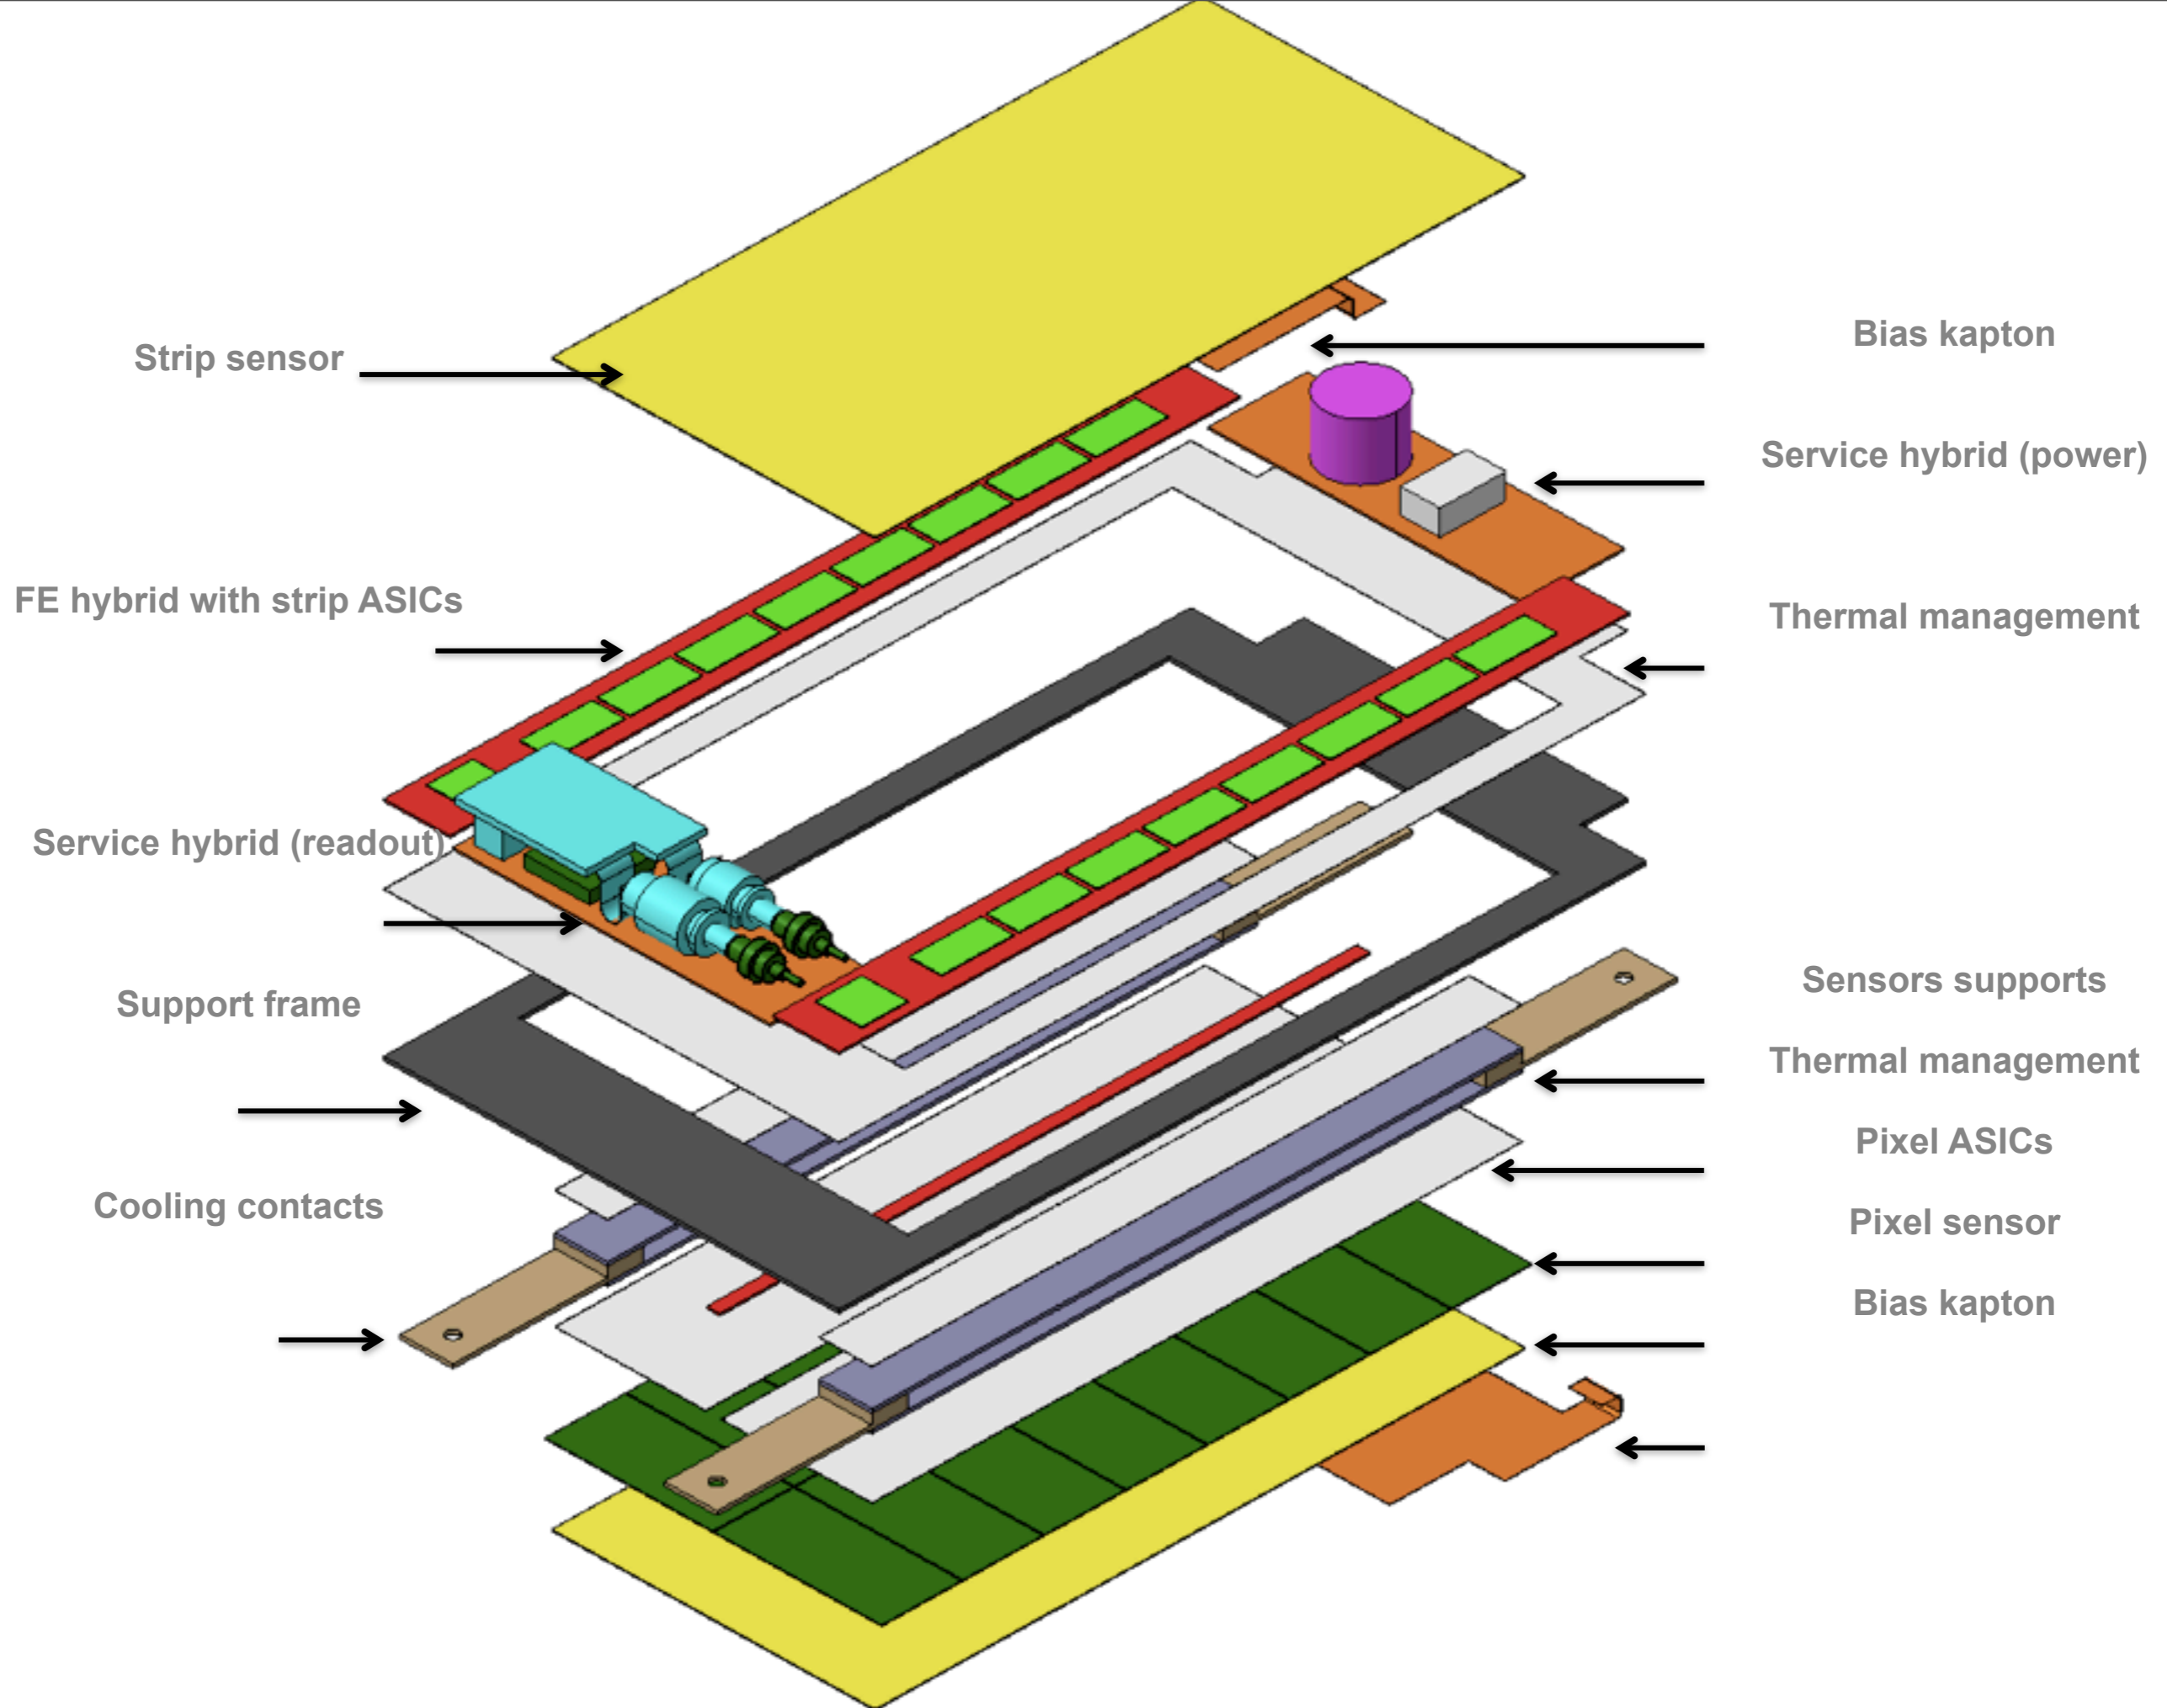 Strip sensor
Bias kapton
Service hybrid (power)
FE hybrid with strip ASICs
Thermal management
Service hybrid (readout)
Support frame
Sensors supports
Thermal management
Pixel ASICs
Cooling contacts
Pixel sensor
Bias kapton